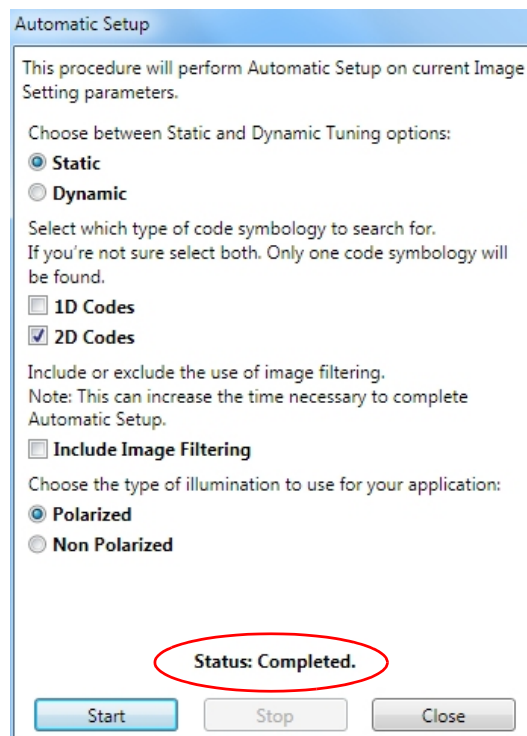 Automatic Setup
This procedure will perform Automatic Setup on current Image
Setting parameters.
Choose between Static and Dynamic Tuning options:
Static
Dynamic
Select which type of code symbology to search for.
If you're not sure select both. Only one code symbology will
be found.
1D Codes
2D Codes
Include or exclude the use of image filtering.
Note: This can increase the time necessary to complete
Automatic Setup.
Include Image Filtering
Choose the type of illumination to use for your application:
Polarized
Non Polarized
Status: Completed.
Start Stop Close